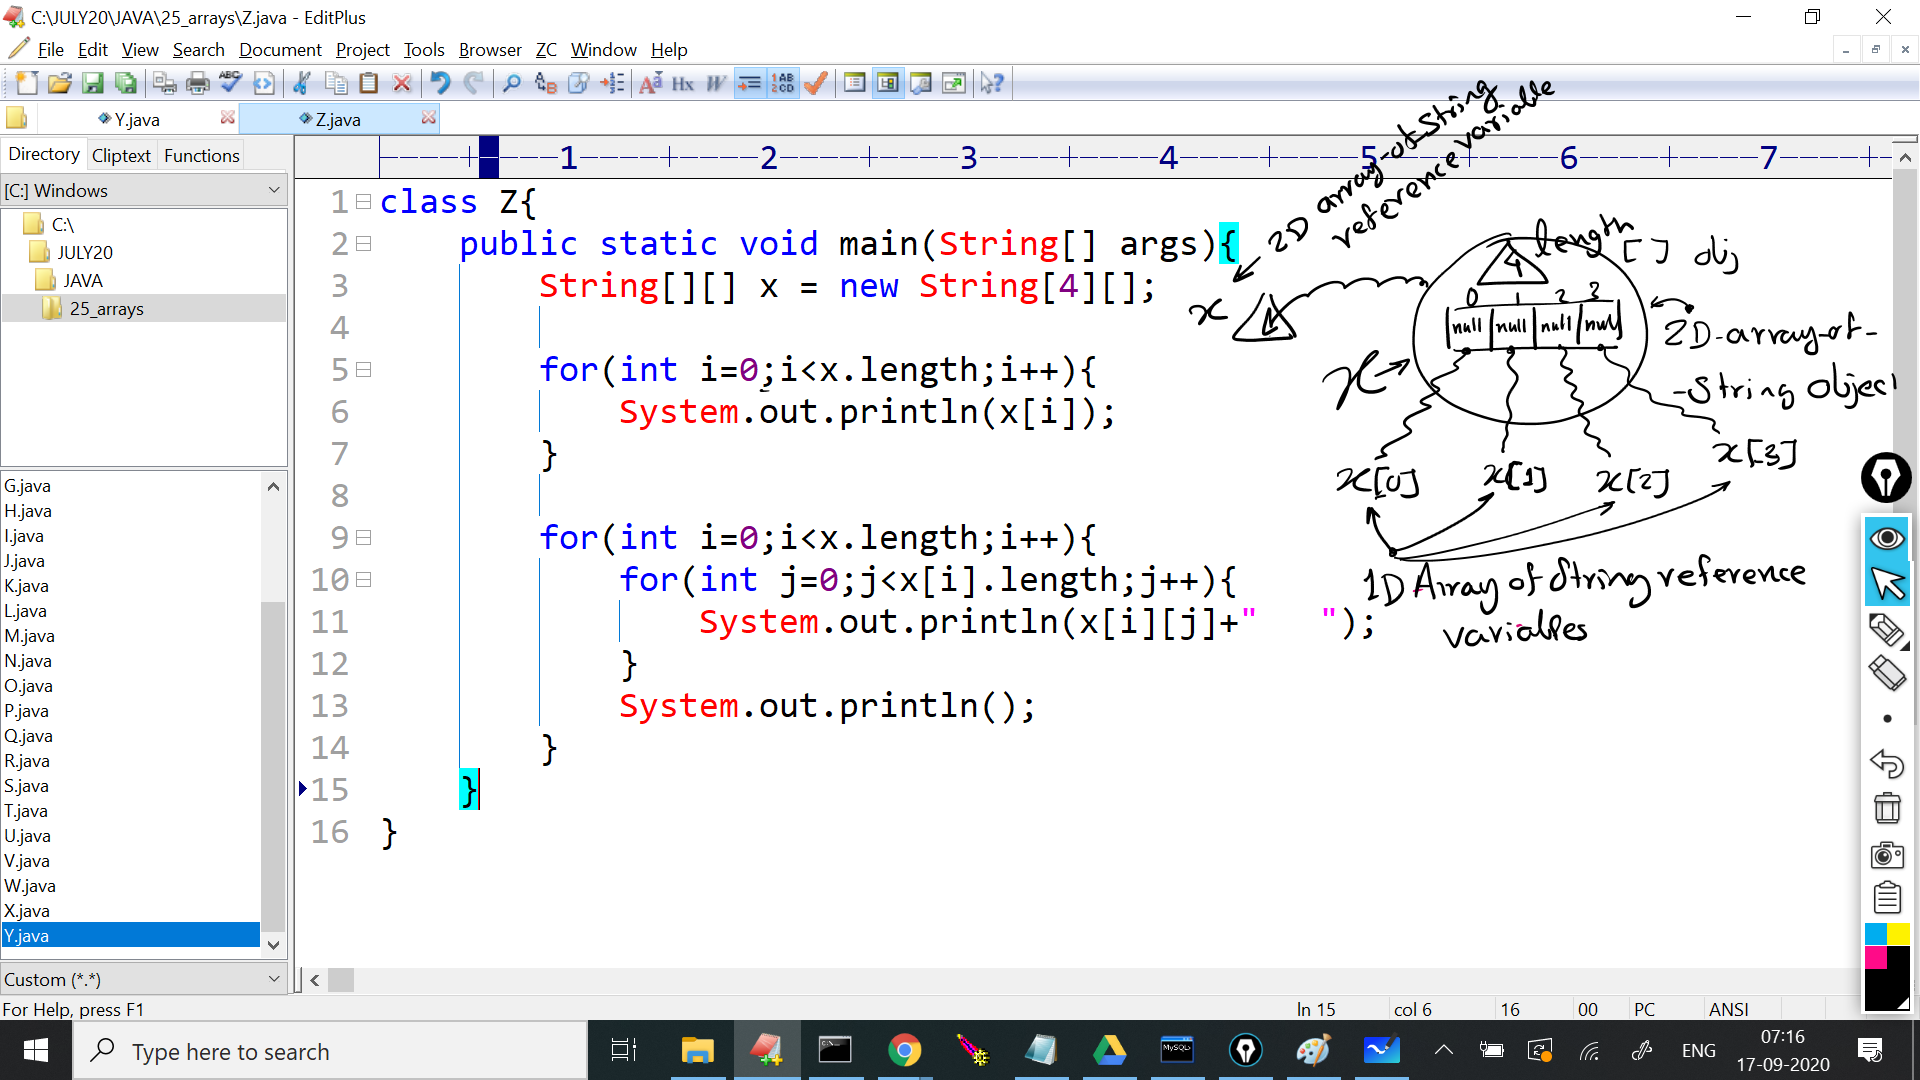 C:\JULY20\JAVA\25_arrays\Z.java - EditPlus
File Edit View Search Document Project Tools Browser ZC Window Help
Y.java Z.java
Directory Cliptext Functions
[C:] Windows
C:\
JULY20
JAVA
25_arrays
G.java
H.java
I.java
J.java
K.java
L.java
M.java
N.java
O.java
P.java
Q.java
R.java
S.java
T.java
U.java
V.java
W.java
X.java
Y.java
Custom (*.*)
1 2 3 4 5 6 7
1 class Z{
2 public static void main(String[] args){
3 String[][] x = new String[4][];
4
5 for(int i=0;i<x.length;i++){
6 System.out.println(x[i]);
7 }
8
9 for(int i=0;i<x.length;i++){
10 for(int j=0;j<x[i].length;j++){
11 System.out.println(x[i][j]+"    ");
12 }
13 System.out.println();
14 }
15 }
16 }
2D array-of-String
reference variable
x
length
4
[ ] obj
0 1 2 3
null null null null
x
2D-array-of-
-String Object
x[0] x[1] x[2] x[3]
1D Array of String reference
variables
For Help, press F1
ln 15 col 6 16 00 PC ANSI
Type here to search
MySQL
ENG
07:16
17-09-2020